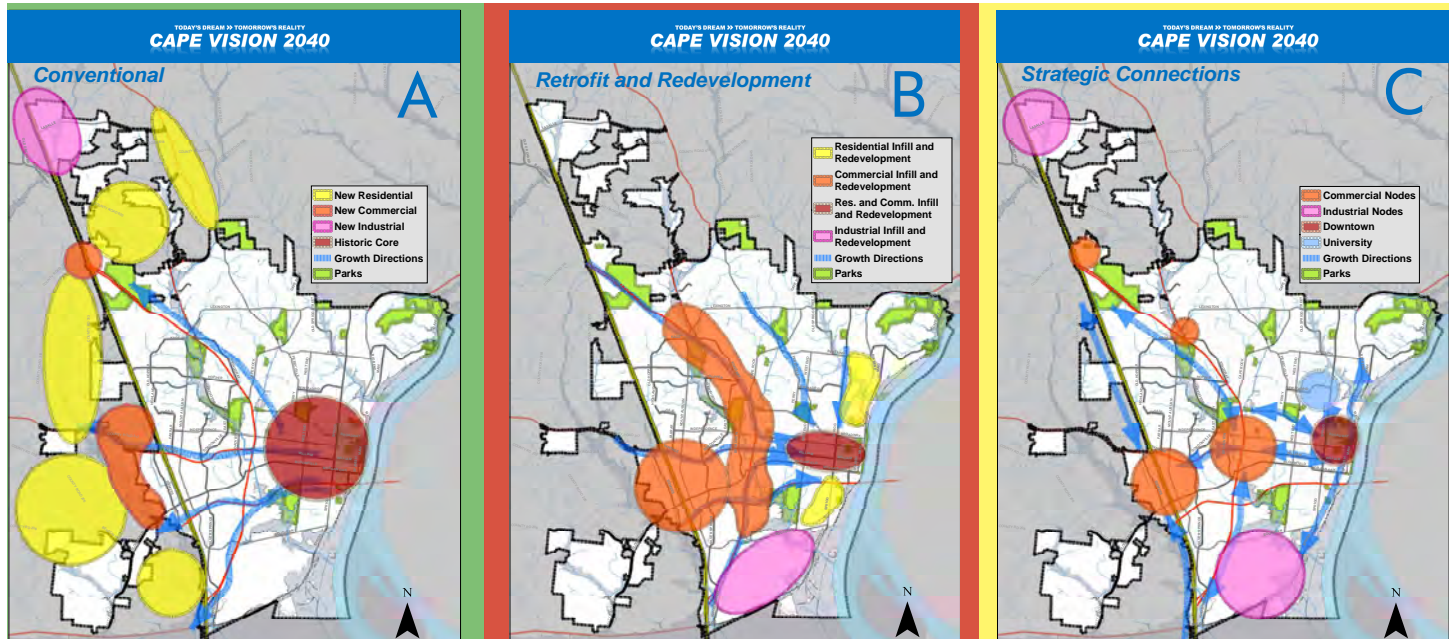 TODAY'S DREAM >> TOMORROW'S REALITY
CAPE VISION 2040
Conventional
A
New Residential
New Commercial
New Industrial
Historic Core
Growth Directions
Parks
N
TODAY'S DREAM >> TOMORROW'S REALITY
CAPE VISION 2040
Retrofit and Redevelopment
B
Residential Infill and
Redevelopment
Commercial Infill and
Redevelopment
Res. and Comm. Infill
and Redevelopment
Industrial Infill and
Redevelopment
Growth Directions
Parks
N
TODAY'S DREAM >> TOMORROW'S REALITY
CAPE VISION 2040
Strategic Connections
C
Commercial Nodes
Industrial Nodes
Downtown
University
Growth Directions
Parks
N